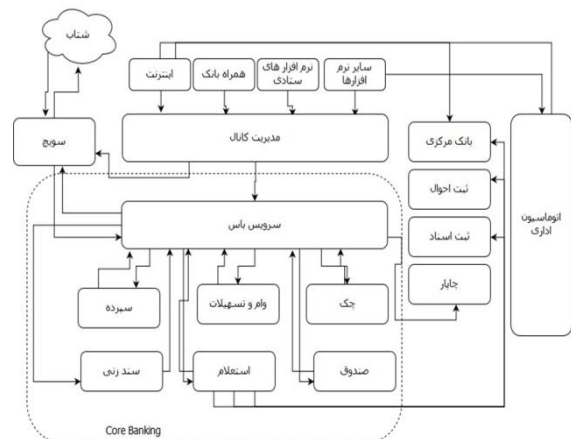 شتاب
اینترنت
همراه بانک
نرم افزار های
ستادی
سایر نرم
افزارها
سویچ
مدیریت کانال
بانک مرکزی
ثبت احوال
اتوماسیون
اداری
سرویس باس
ثبت اسناد
چاپار
سپرده
وام و تسهیلات
چک
سند زنی
استعلام
صندوق
Core Banking